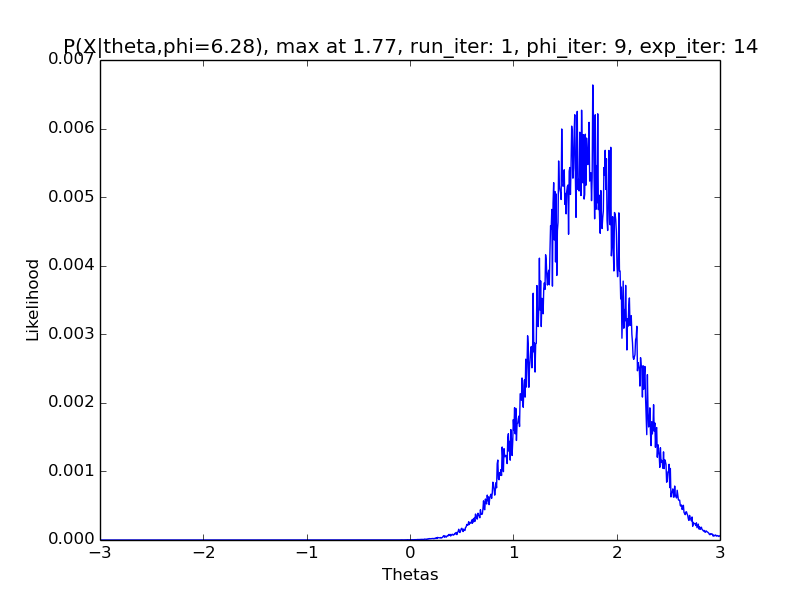 P(X|theta,phi=6.28), max at 1.77, run_iter: 1, phi_iter: 9, exp_iter: 14
0.007
0.006
0.005
0.004
0.003
0.002
0.001
0.000
Likelihood
−3 −2 −1 0 1 2 3
Thetas